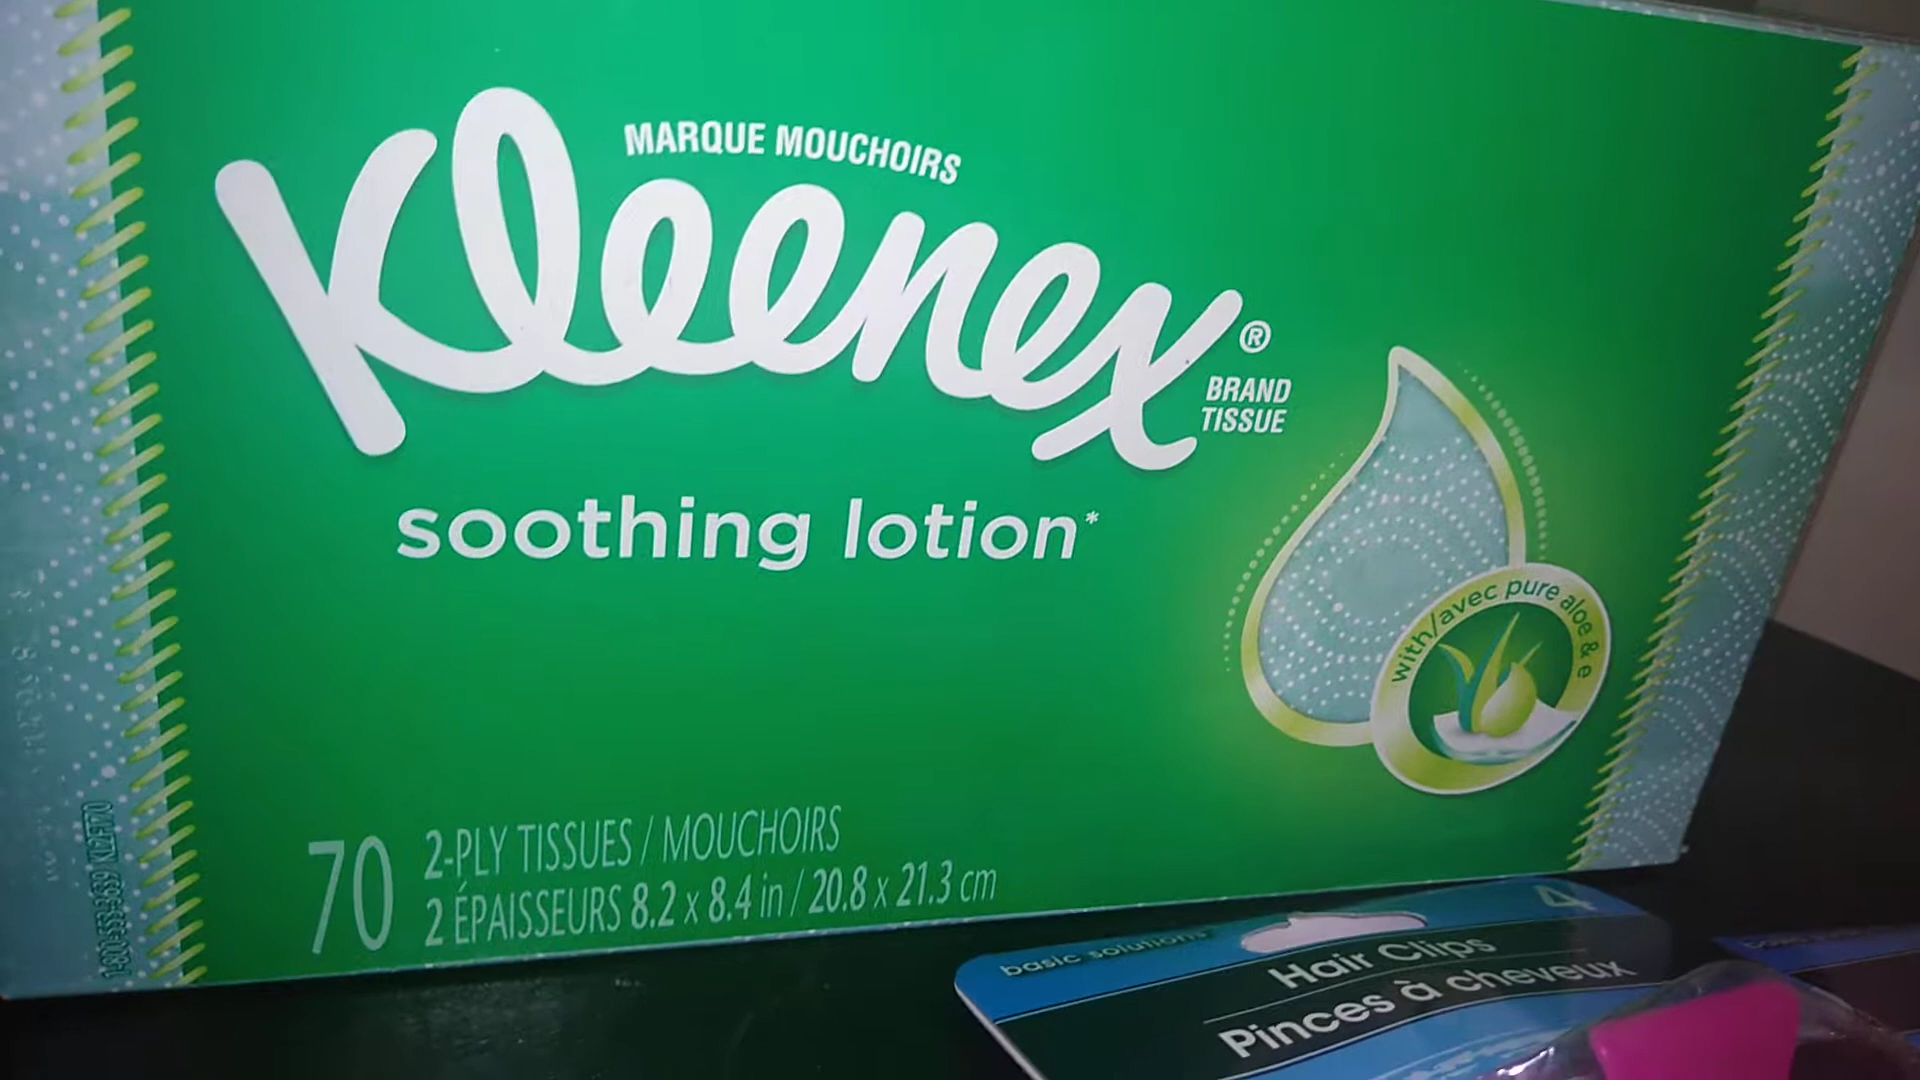 MARQUE MOUCHOIRS
Kleenex®
BRAND
TISSUE
soothing lotion*
with/avec pure aloe & e
70
2-PLY TISSUES / MOUCHOIRS
2 ÉPAISSEURS 8.2 x 8.4 in / 20.8 x 21.3 cm
basic solutions
4
Hair Clips
Pinces à cheveux